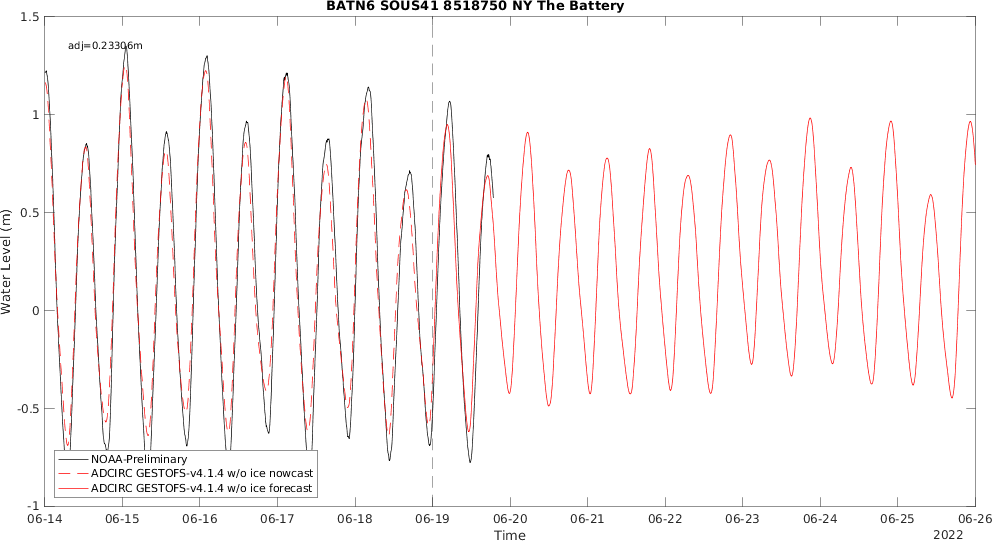 BATN6 SOUS41 8518750 NY The Battery
adj=0.23306m
Water Level (m)
1.5
1
0.5
0
-0.5
-1
NOAA-Preliminary
ADCIRC GESTOFS-v4.1.4 w/o ice nowcast
ADCIRC GESTOFS-v4.1.4 w/o ice forecast
06-14 06-15 06-16 06-17 06-18 06-19 06-20 06-21 06-22 06-23 06-24 06-25 06-26
Time
2022